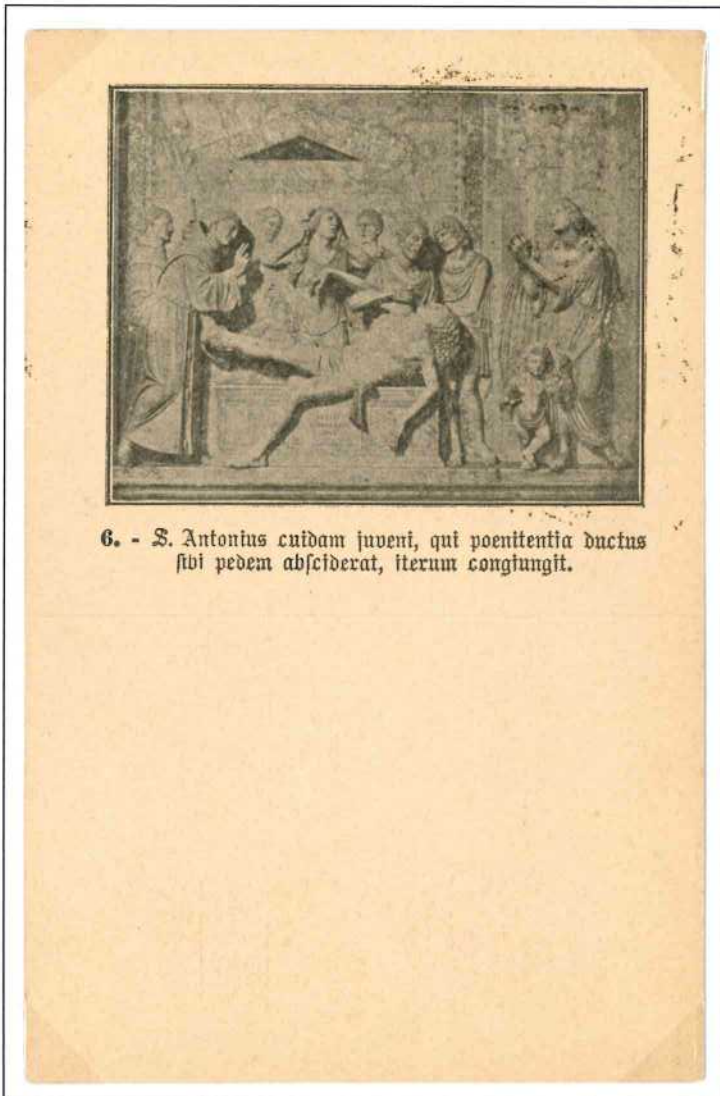 6. - S. Antonius cuidam juveni, qui poenitentia ductus
sibi pedem absciderat, iterum congiungit.